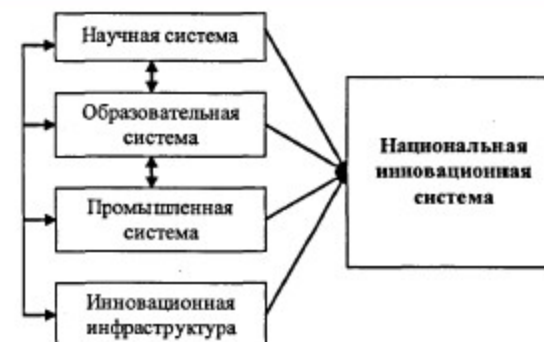 Научная система
Образовательная
система
Промышленная
система
Инновационная
инфраструктура
Национальная
инновационная
система